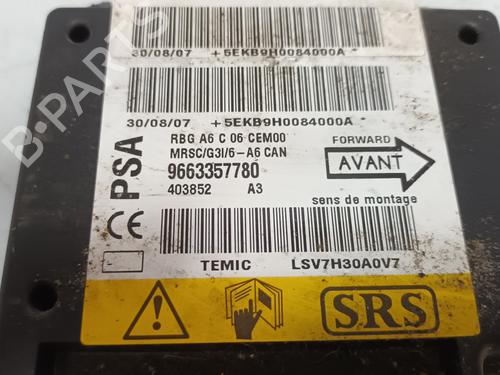 30/08/07 +5EKB9H0084000A*
30/08/07 +5EKB9H0084000A*
PSA
RBG A6 C 06 CEM00
MRSC/G3I/6-A6 CAN
9663357780
403852 A3
FORWARD
AVANT
sens de montage
CE
TEMIC LSV7H30A0V7
SRS
B-PARTS